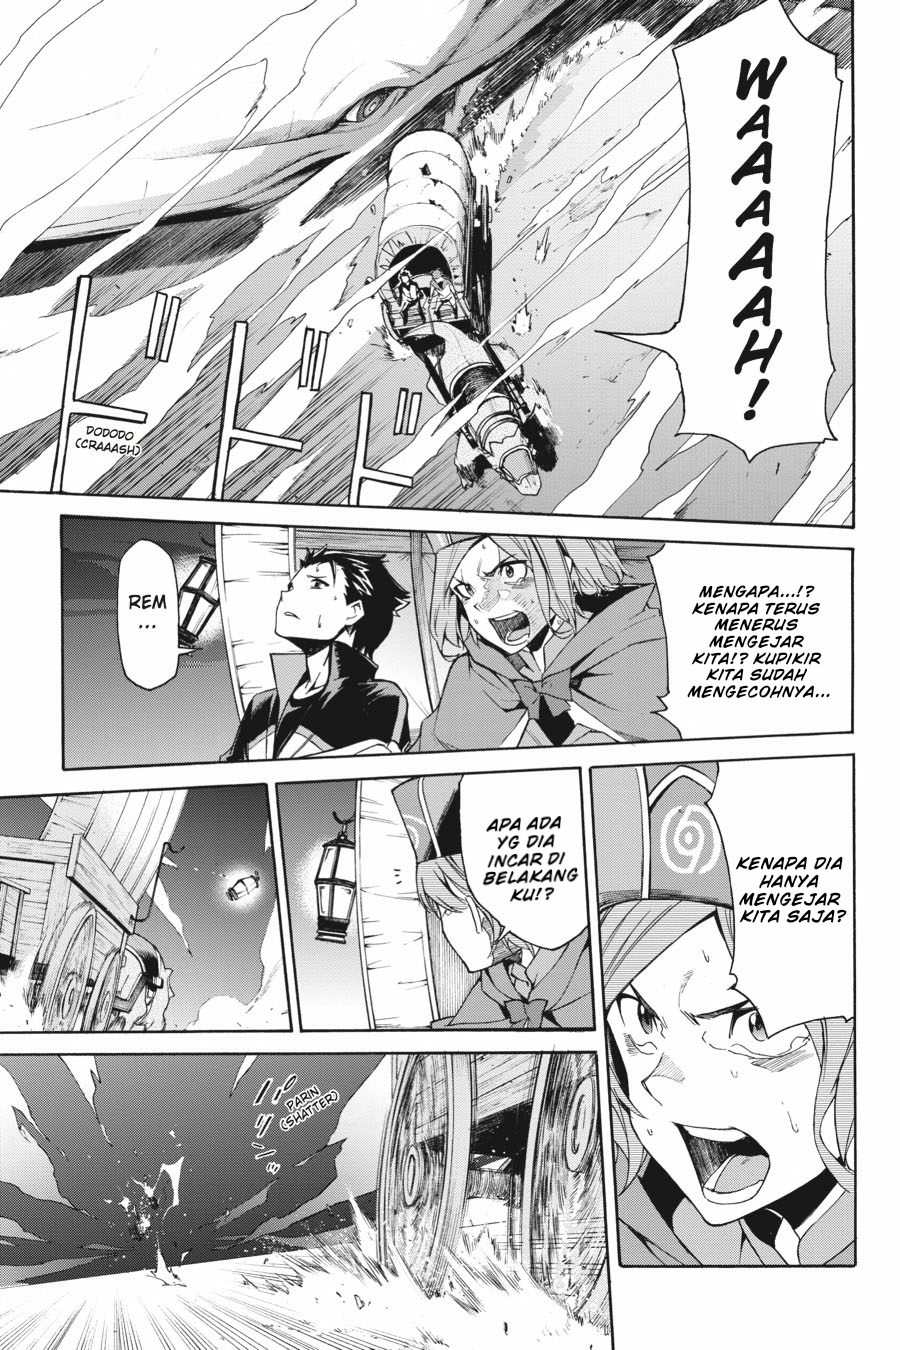 WAAAAAH!
ドドド
DODODO
(CRAAASH)
MENGAPA...!?
KENAPA TERUS
MENERUS
MENGEJAR
KITA!? KUPIKIR
KITA SUDAH
MENGECOHNYA...
REM
...
KENAPA DIA
HANYA
MENGEJAR
KITA SAJA?
APA ADA
YG DIA
INCAR DI
BELAKANG
KU!?
PARIN
(SHATTER)